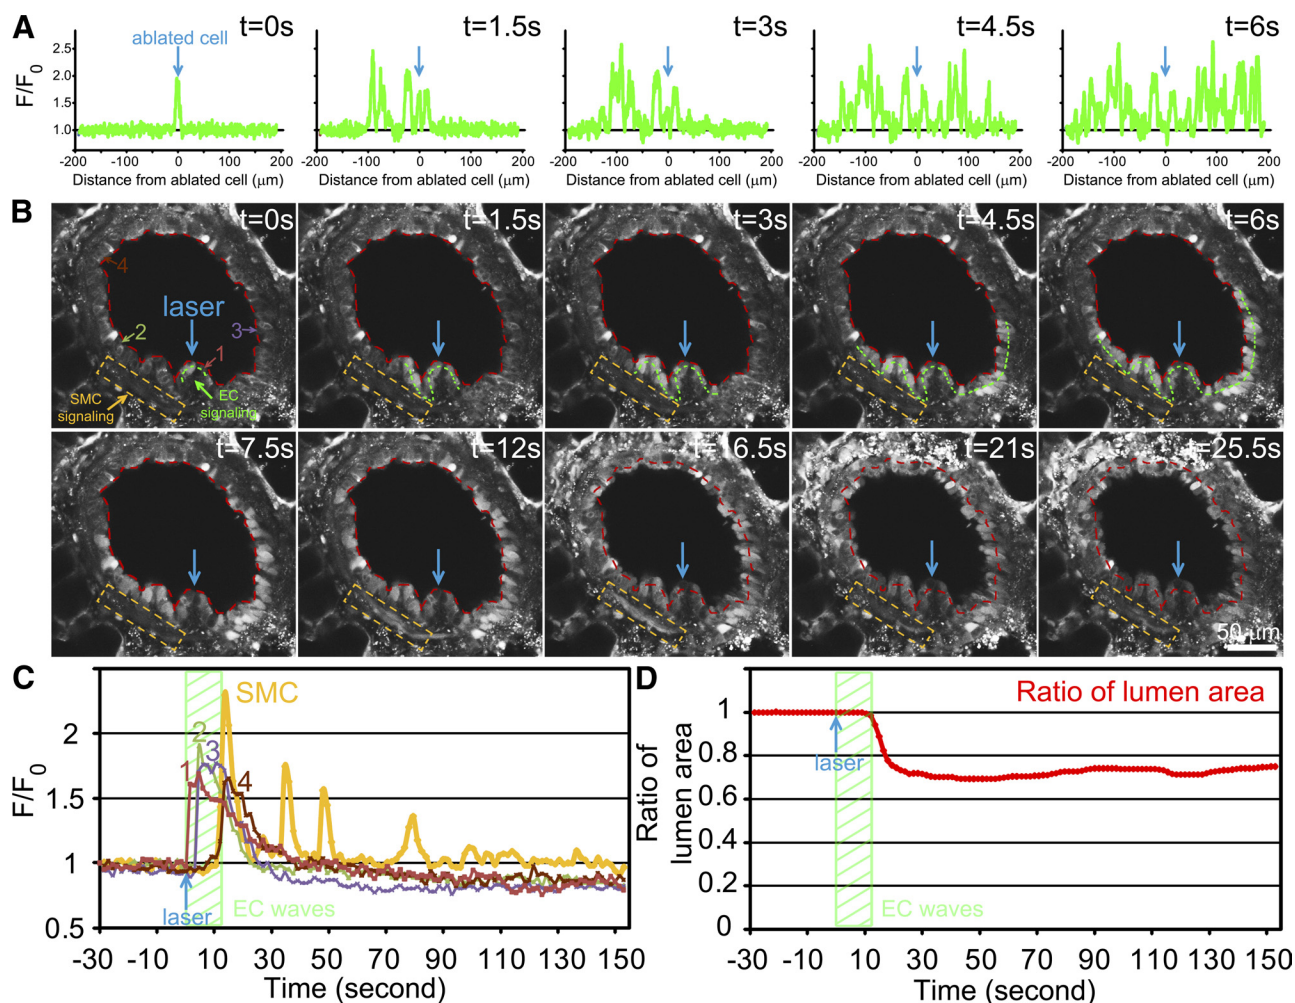 A
t=0s
t=1.5s
t=3s
t=4.5s
t=6s
ablated cell
F/F0
2.5
2.0
1.5
1.0
-200 -100 0 100 200
-200 -100 0 100 200
-200 -100 0 100 200
-200 -100 0 100 200
-200 -100 0 100 200
Distance from ablated cell (μm)
Distance from ablated cell (μm)
Distance from ablated cell (μm)
Distance from ablated cell (μm)
Distance from ablated cell (μm)
B
t=0s
t=1.5s
t=3s
t=4.5s
t=6s
4
laser
2
3
1
SMC
signaling
EC
signaling
t=7.5s
t=12s
t=16.5s
t=21s
t=25.5s
50 μm
C
SMC
2
3
1
4
F/F0
2
1.5
1
0.5
laser
EC waves
-30 -10 10 30 50 70 90 110 130 150
Time (second)
D
Ratio of lumen area
Ratio of
lumen area
1
0.8
0.6
0.4
0.2
0
laser
EC waves
-30 -10 10 30 50 70 90 110 130 150
Time (second)